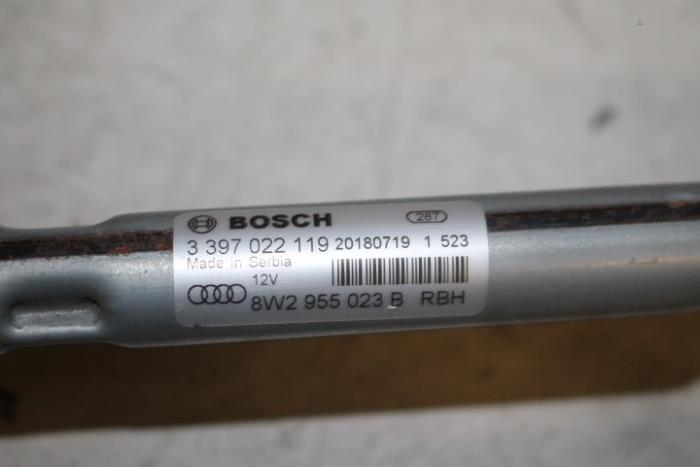 BOSCH 287
3 397 022 119 20180719 1 523
Made in Serbia
12V
8W2 955 023 B RBH